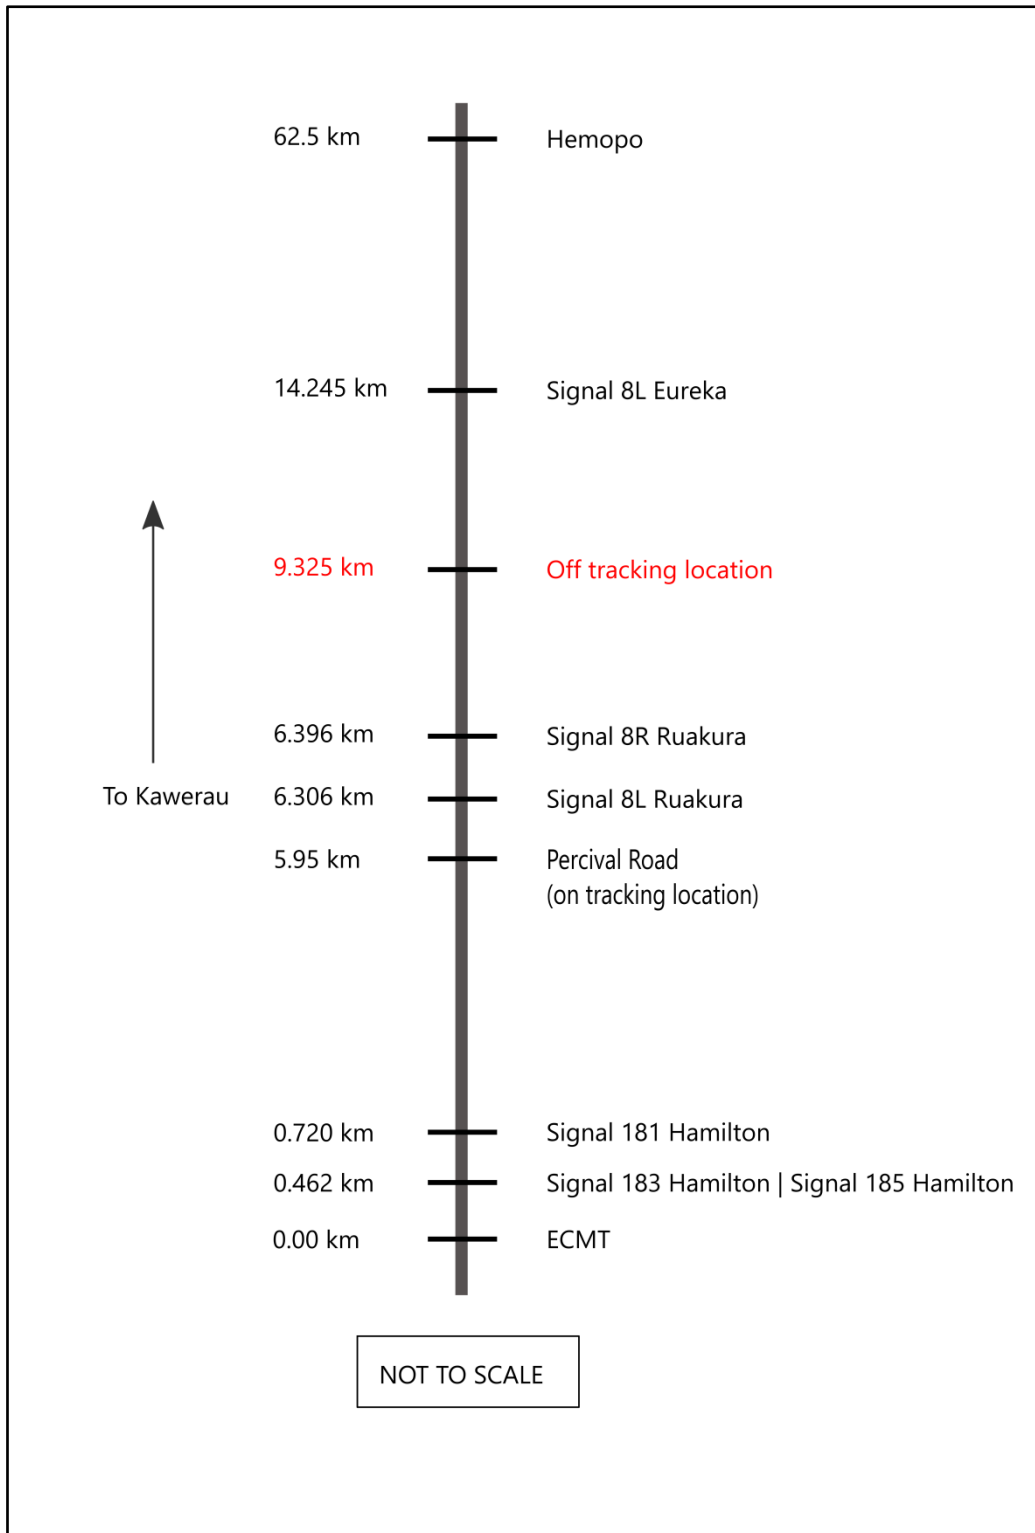 62.5 km Hemopo
14.245 km Signal 8L Eureka
9.325 km Off tracking location
6.396 km Signal 8R Ruakura
To Kawerau 6.306 km Signal 8L Ruakura
5.95 km Percival Road
(on tracking location)
0.720 km Signal 181 Hamilton
0.462 km Signal 183 Hamilton | Signal 185 Hamilton
0.00 km ECMT
NOT TO SCALE